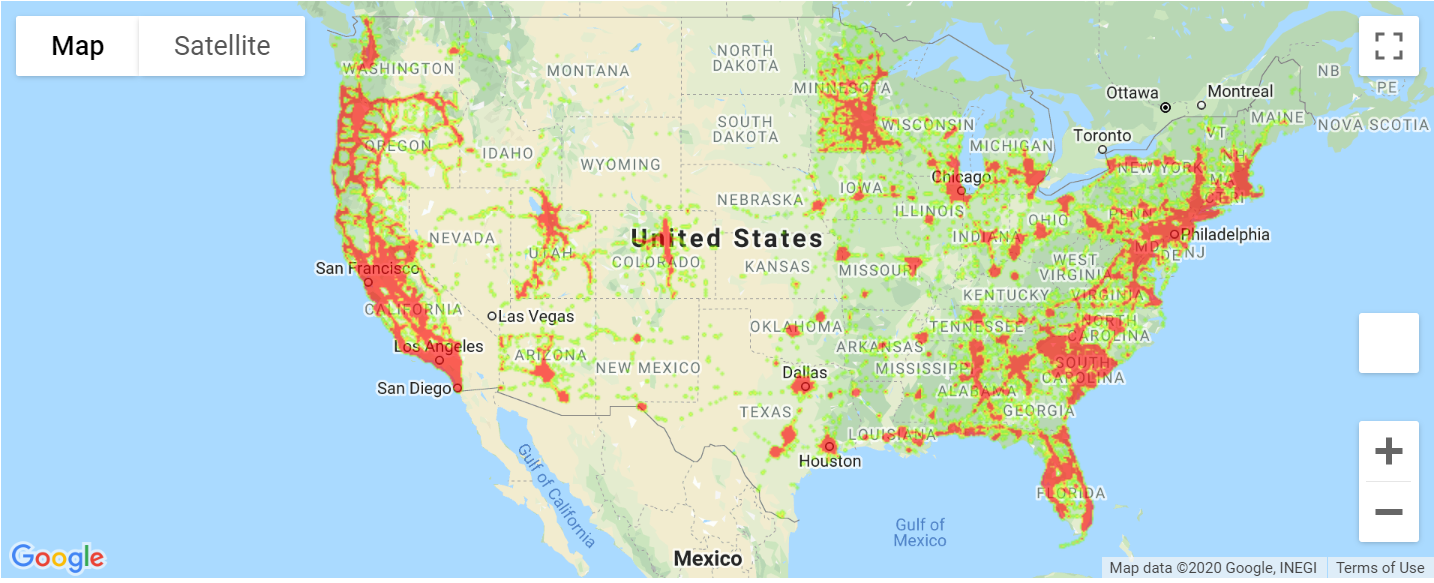 Map
Satellite
NORTH
DAKOTA
WASHINGTON
MONTANA
MINNESOTA
NB
PE
Ottawa
Montreal
MAINE
NOVA SCOTIA
SOUTH
DAKOTA
WISCONSIN
VT
Toronto
OREGON
IDAHO
MICHIGAN
WYOMING
NEW YORK
NH
Chicago
MA
IOWA
CT RI
NEBRASKA
ILLINOIS
OHIO
PENN
NEVADA
United States
INDIANA
Philadelphia
UTAH
COLORADO
KANSAS
MISSOURI
WEST
VIRGINIA
MD
DE
NJ
San Francisco
KENTUCKY
VIRGINIA
CALIFORNIA
Las Vegas
OKLAHOMA
TENNESSEE
NORTH
CAROLINA
Los Angeles
ARIZONA
NEW MEXICO
ARKANSAS
MISSISSIPPI
SOUTH
CAROLINA
San Diego
Dallas
ALABAMA
TEXAS
GEORGIA
LOUISIANA
Houston
Gulf of California
FLORIDA
Gulf of
Mexico
Mexico
Google
Map data ©2020 Google, INEGI
Terms of Use